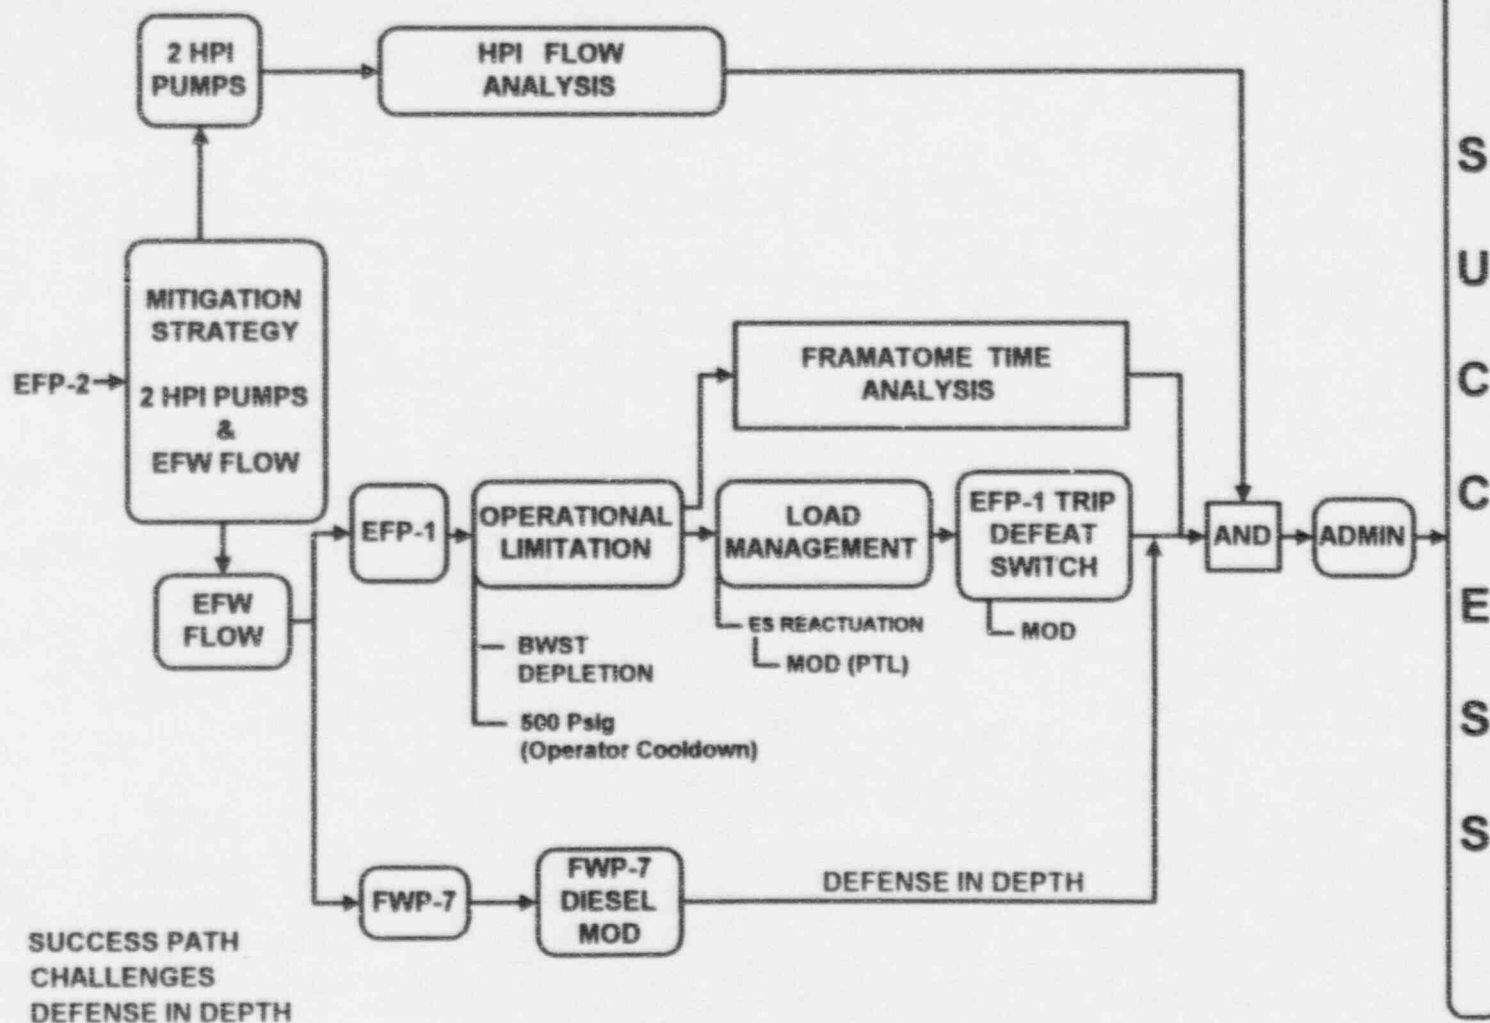 2 HPI
PUMPS
HPI FLOW
ANALYSIS
MITIGATION
STRATEGY
2 HPI PUMPS
&
EFW FLOW
EFP-2
FRAMATOME TIME
ANALYSIS
EFP-1
OPERATIONAL
LIMITATION
LOAD
MANAGEMENT
EFP-1 TRIP
DEFEAT
SWITCH
AND
ADMIN
EFW
FLOW
BWST
DEPLETION
500 Psig
(Operator Cooldown)
ES REACTUATION
MOD (PTL)
MOD
FWP-7
FWP-7
DIESEL
MOD
DEFENSE IN DEPTH
SUCCESS PATH
CHALLENGES
DEFENSE IN DEPTH
S
U
C
C
E
S
S